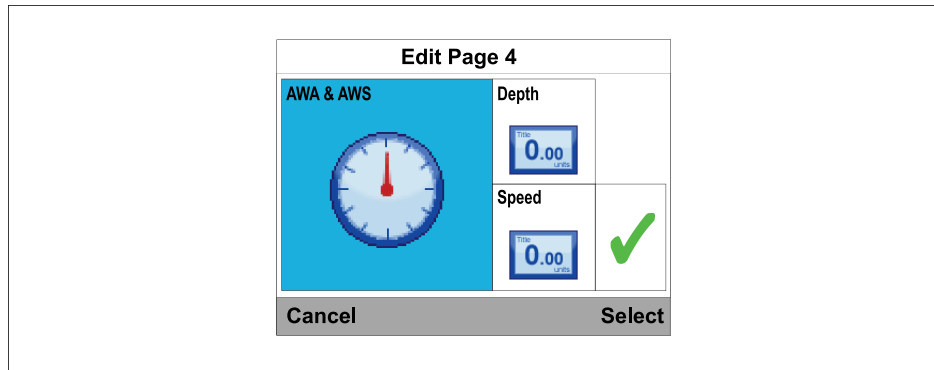 Edit Page 4
AWA & AWS
Depth
Title
0.00
units
Speed
Title
0.00
units
Cancel
Select